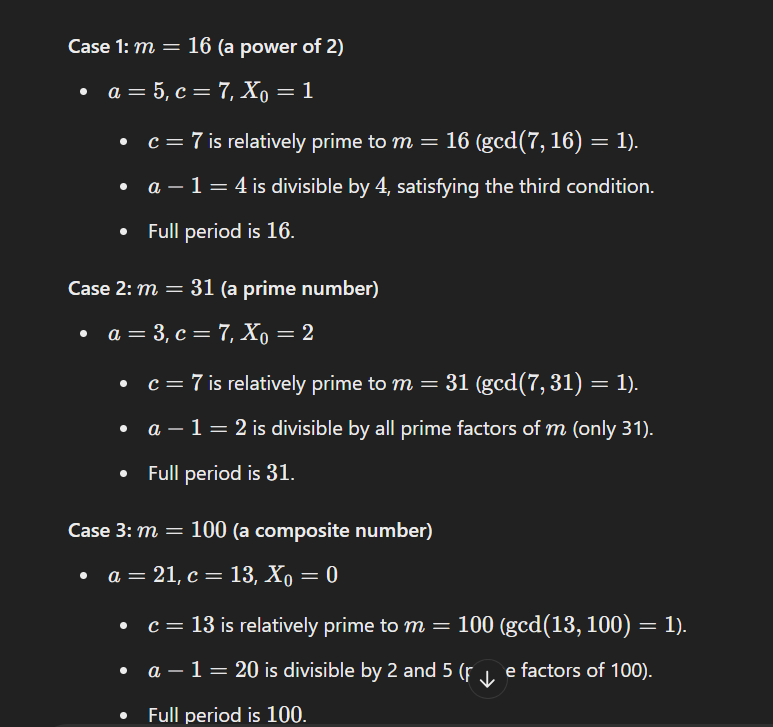 Case 1: m = 16 (a power of 2)
• a = 5, c = 7, X₀ = 1
• c = 7 is relatively prime to m = 16 (gcd(7, 16) = 1).
• a − 1 = 4 is divisible by 4, satisfying the third condition.
• Full period is 16.
Case 2: m = 31 (a prime number)
• a = 3, c = 7, X₀ = 2
• c = 7 is relatively prime to m = 31 (gcd(7, 31) = 1).
• a − 1 = 2 is divisible by all prime factors of m (only 31).
• Full period is 31.
Case 3: m = 100 (a composite number)
• a = 21, c = 13, X₀ = 0
• c = 13 is relatively prime to m = 100 (gcd(13, 100) = 1).
• a − 1 = 20 is divisible by 2 and 5 ( factors of 100).
• Full period is 100.